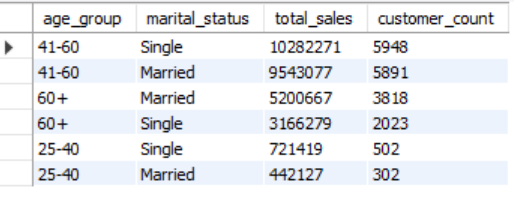 age_group marital_status total_sales customer_count
41-60 Single 10282271 5948
41-60 Married 9543077 5891
60+ Married 5200667 3818
60+ Single 3166279 2023
25-40 Single 721419 502
25-40 Married 442127 302